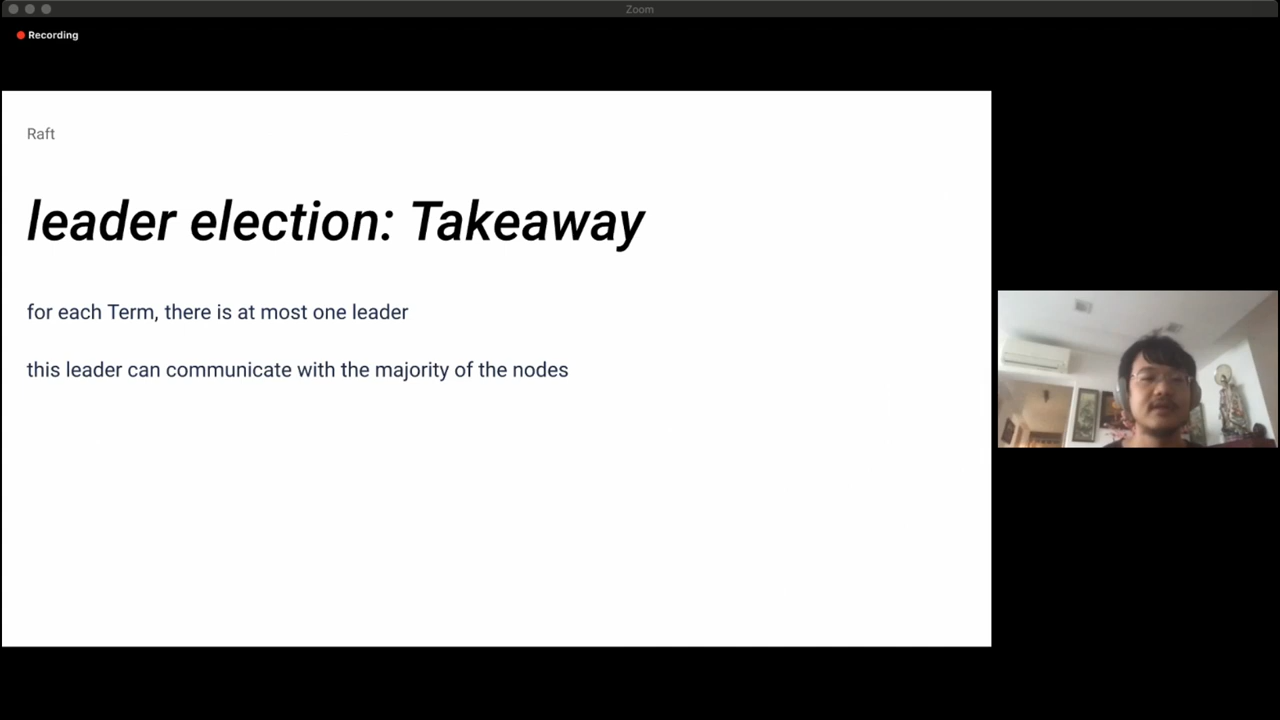 Zoom
Recording
Raft
leader election: Takeaway
for each Term, there is at most one leader
this leader can communicate with the majority of the nodes